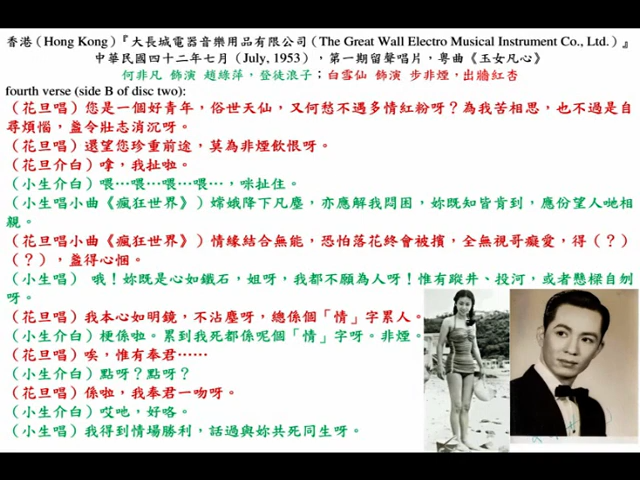 香港（Hong Kong）『大長城電器音樂用品有限公司（The Great Wall Electro Musical Instrument Co., Ltd.）』
中華民國四十二年七月（July, 1953），第一期留聲唱片，粵曲《玉女凡心》
何非凡 飾演 趙綠萍，登徒浪子；白雪仙 飾演 步非煙，出牆紅杏
fourth verse (side B of disc two):
（花旦唱）您是一個好青年，俗世天仙，又何愁不遇多情紅粉呀？為我苦相思，也不過是自
尋煩惱，盞令壯志消沉呀。
（花旦唱）還望您珍重前途，莫為非煙飲恨呀。
（花旦介白）嗱，我扯啦。
（小生介白）喂…喂…喂…喂…，咪扯住。
（小生唱小曲《瘋狂世界》）嫦娥降下凡塵，亦應解我悶困，妳既知皆肯到，應份望人哋相
親。
（花旦唱小曲《瘋狂世界》）情緣結合無能，恐怕落花終會被擯，全無視哥癡愛，得（？）
（？），盞得心悃。
（小生唱） 哦！妳既是心如鐵石，姐呀，我都不願為人呀！惟有蹤井、投河，或者懸樑自刎
呀。
（花旦唱）我本心如明鏡，不沾塵呀，總係個「情」字累人。
（小生介白）梗係啦。累到我死都係呢個「情」字呀。非煙。
（花旦唱）唉，惟有奉君……
（小生介白）點呀？點呀？
（花旦唱）係啦，我奉君一吻呀。
（小生介白）哎吔，好咯。
（小生唱）我得到情場勝利，話過與妳共死同生呀。